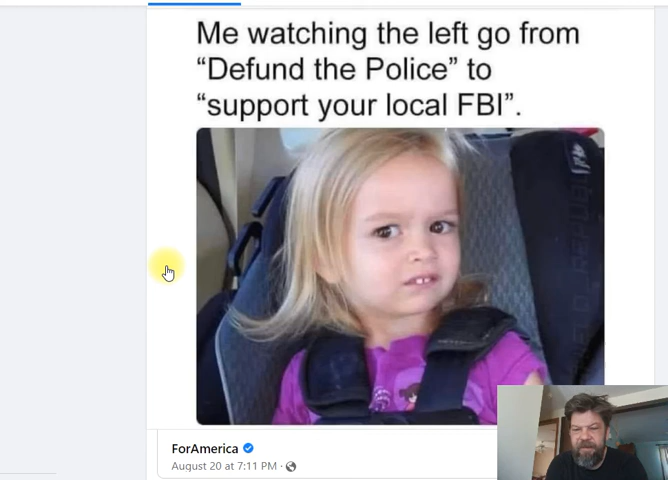 Me watching the left go from
“Defund the Police” to
“support your local FBI”.
ForAmerica
August 20 at 7:11 PM ·